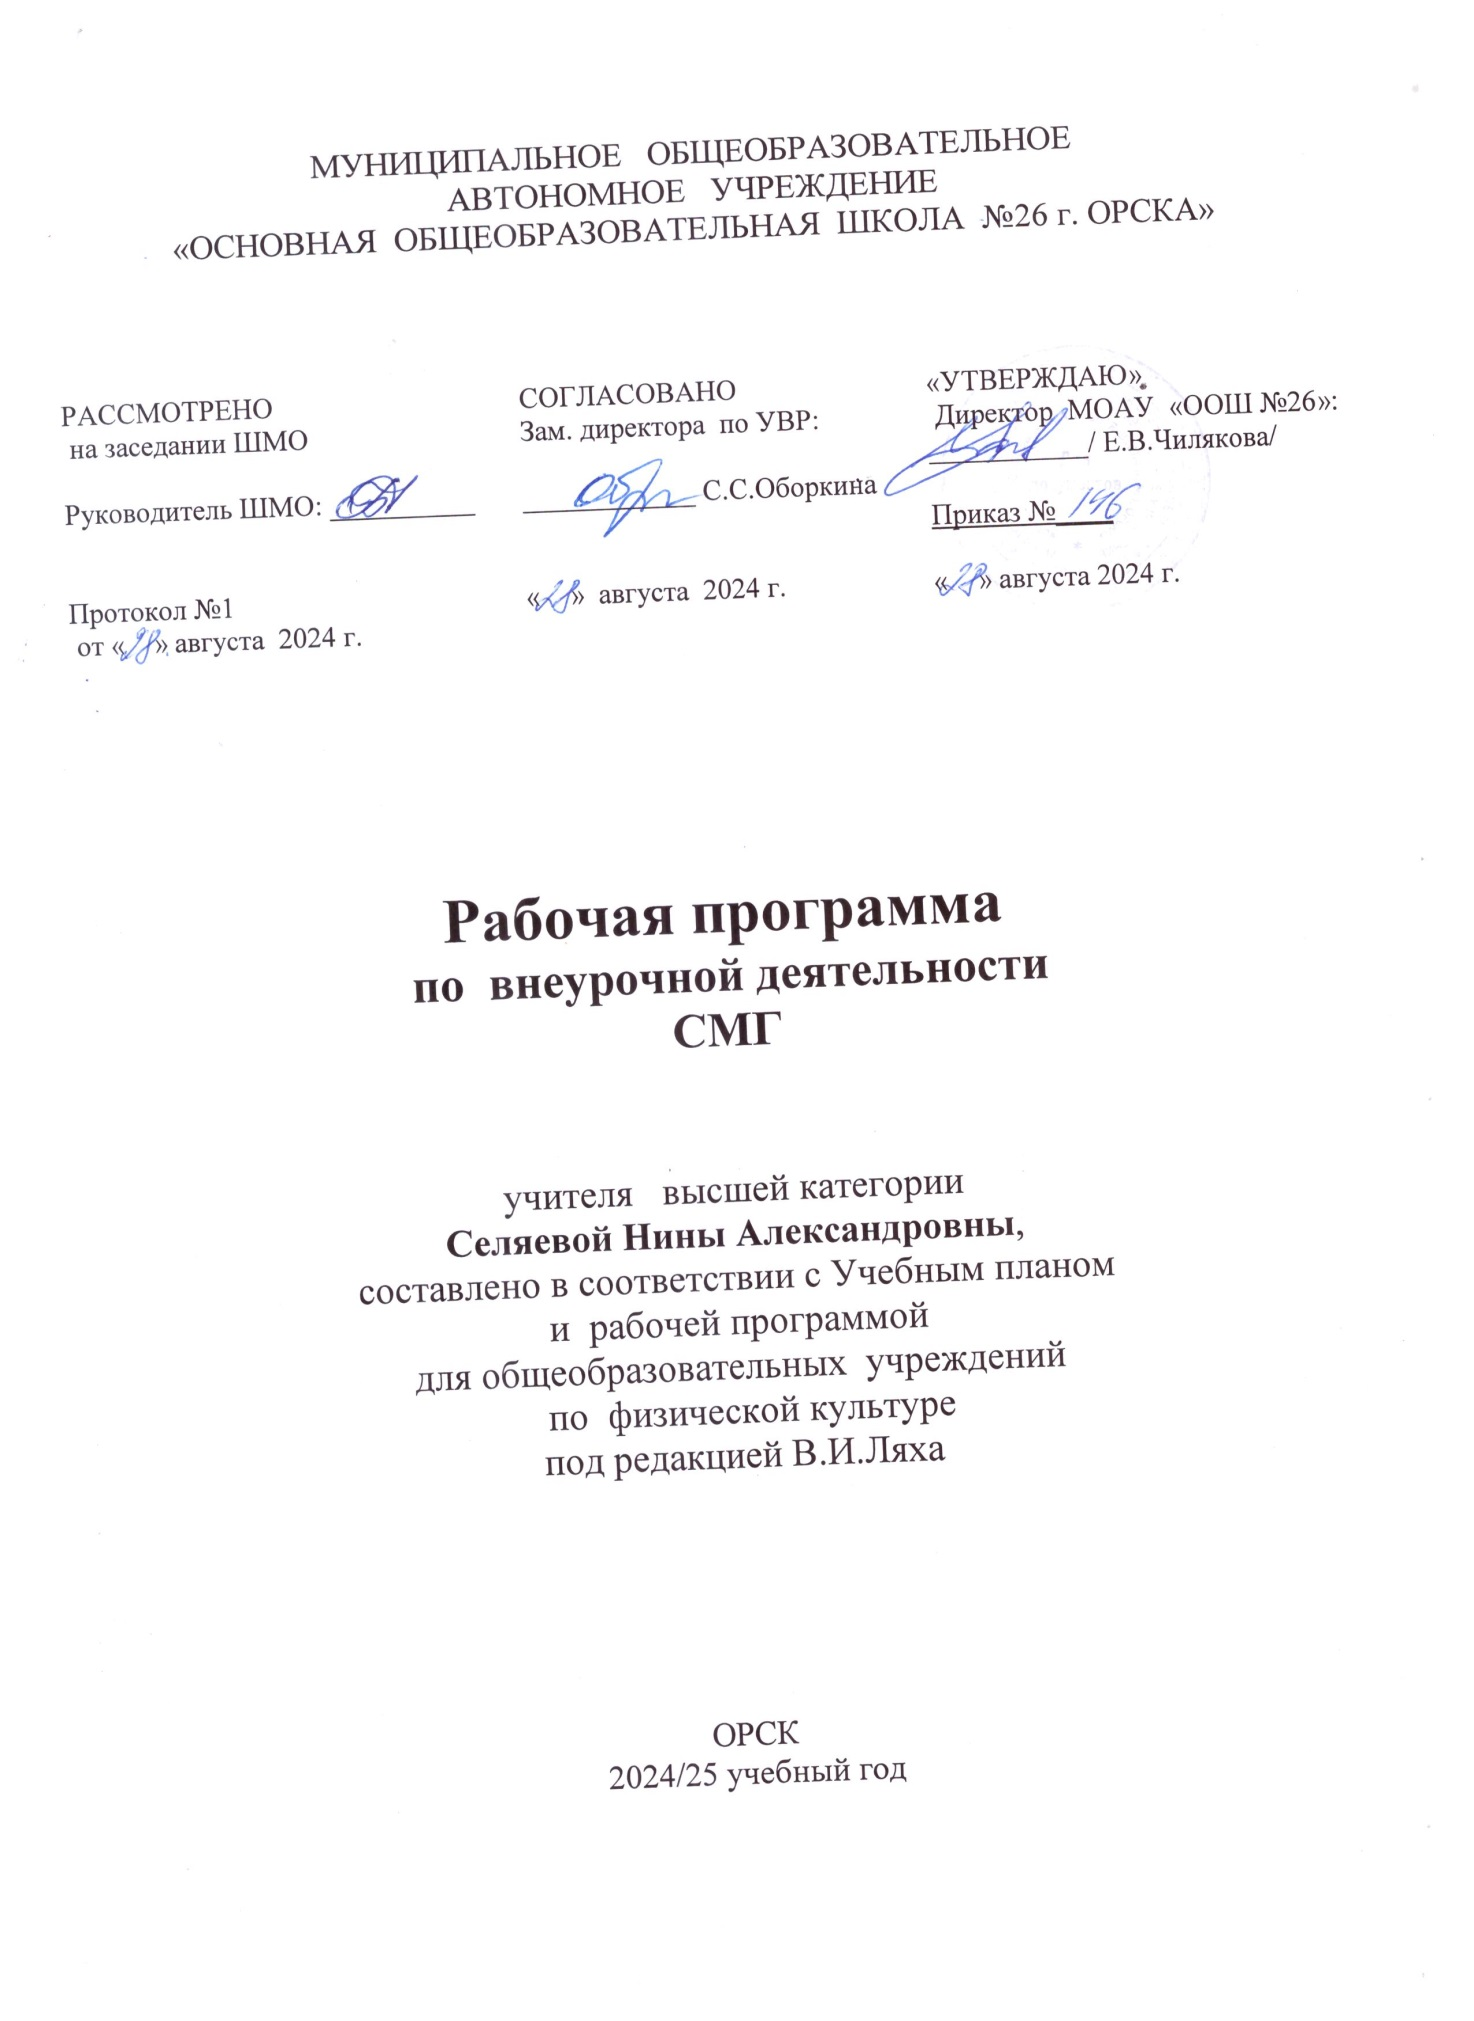 МУНИЦИПАЛЬНОЕ ОБЩЕОБРАЗОВАТЕЛЬНОЕ
АВТОНОМНОЕ УЧРЕЖДЕНИЕ
«ОСНОВНАЯ ОБЩЕОБРАЗОВАТЕЛЬНАЯ ШКОЛА №26 г. ОРСКА»
РАССМОТРЕНО
на заседании ШМО
Руководитель ШМО:
Протокол №1
от «28» августа 2024 г.
СОГЛАСОВАНО
Зам. директора по УВР:
С.С.Оборкина
«28» августа 2024 г.
«УТВЕРЖДАЮ»
Директор МОАУ «ООШ №26»:
/ Е.В.Чилякова/
Приказ № 146
«28» августа 2024 г.
Рабочая программа
по внеурочной деятельности
СМГ
учителя высшей категории
Селяевой Нины Александровны,
составлено в соответствии с Учебным планом
и рабочей программой
для общеобразовательных учреждений
по физической культуре
под редакцией В.И.Ляха
ОРСК
2024/25 учебный год